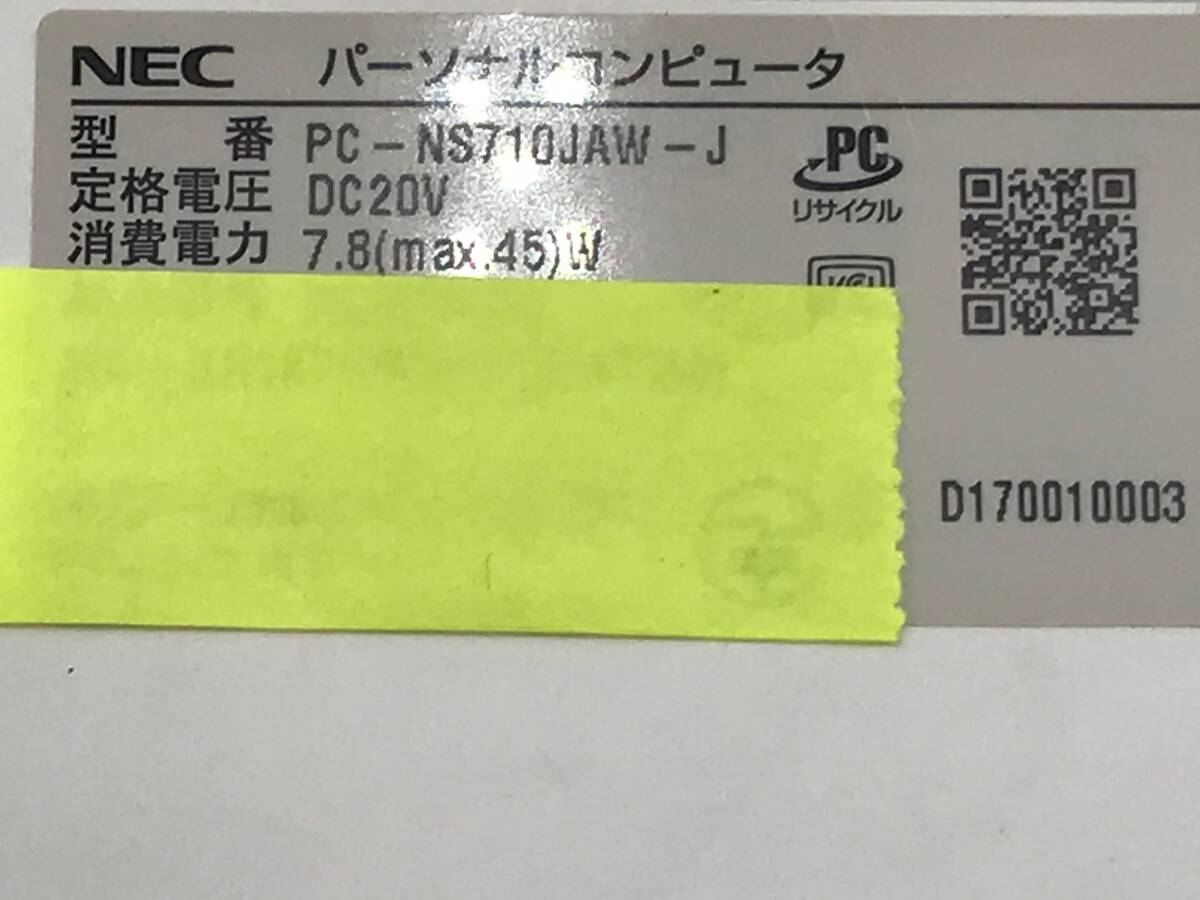 NEC パーソナルコンピュータ
型 番 PC-NS710JAW-J
定格電圧 DC20V
消費電力 7.8(max.45)W
PC
リサイクル
D170010003